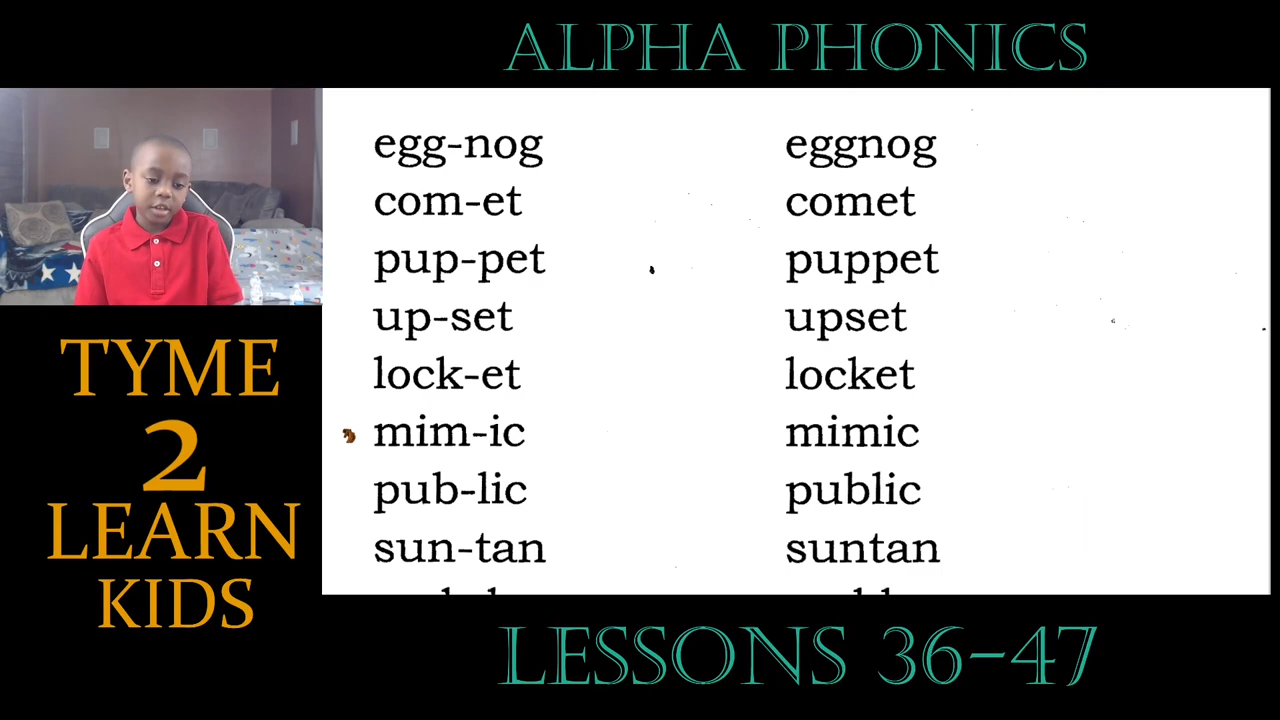 ALPHA PHONICS
egg-nog eggnog
com-et comet
pup-pet puppet
up-set upset
lock-et locket
mim-ic mimic
pub-lic public
sun-tan suntan
TYME
2
LEARN
KIDS
LESSONS 36-47